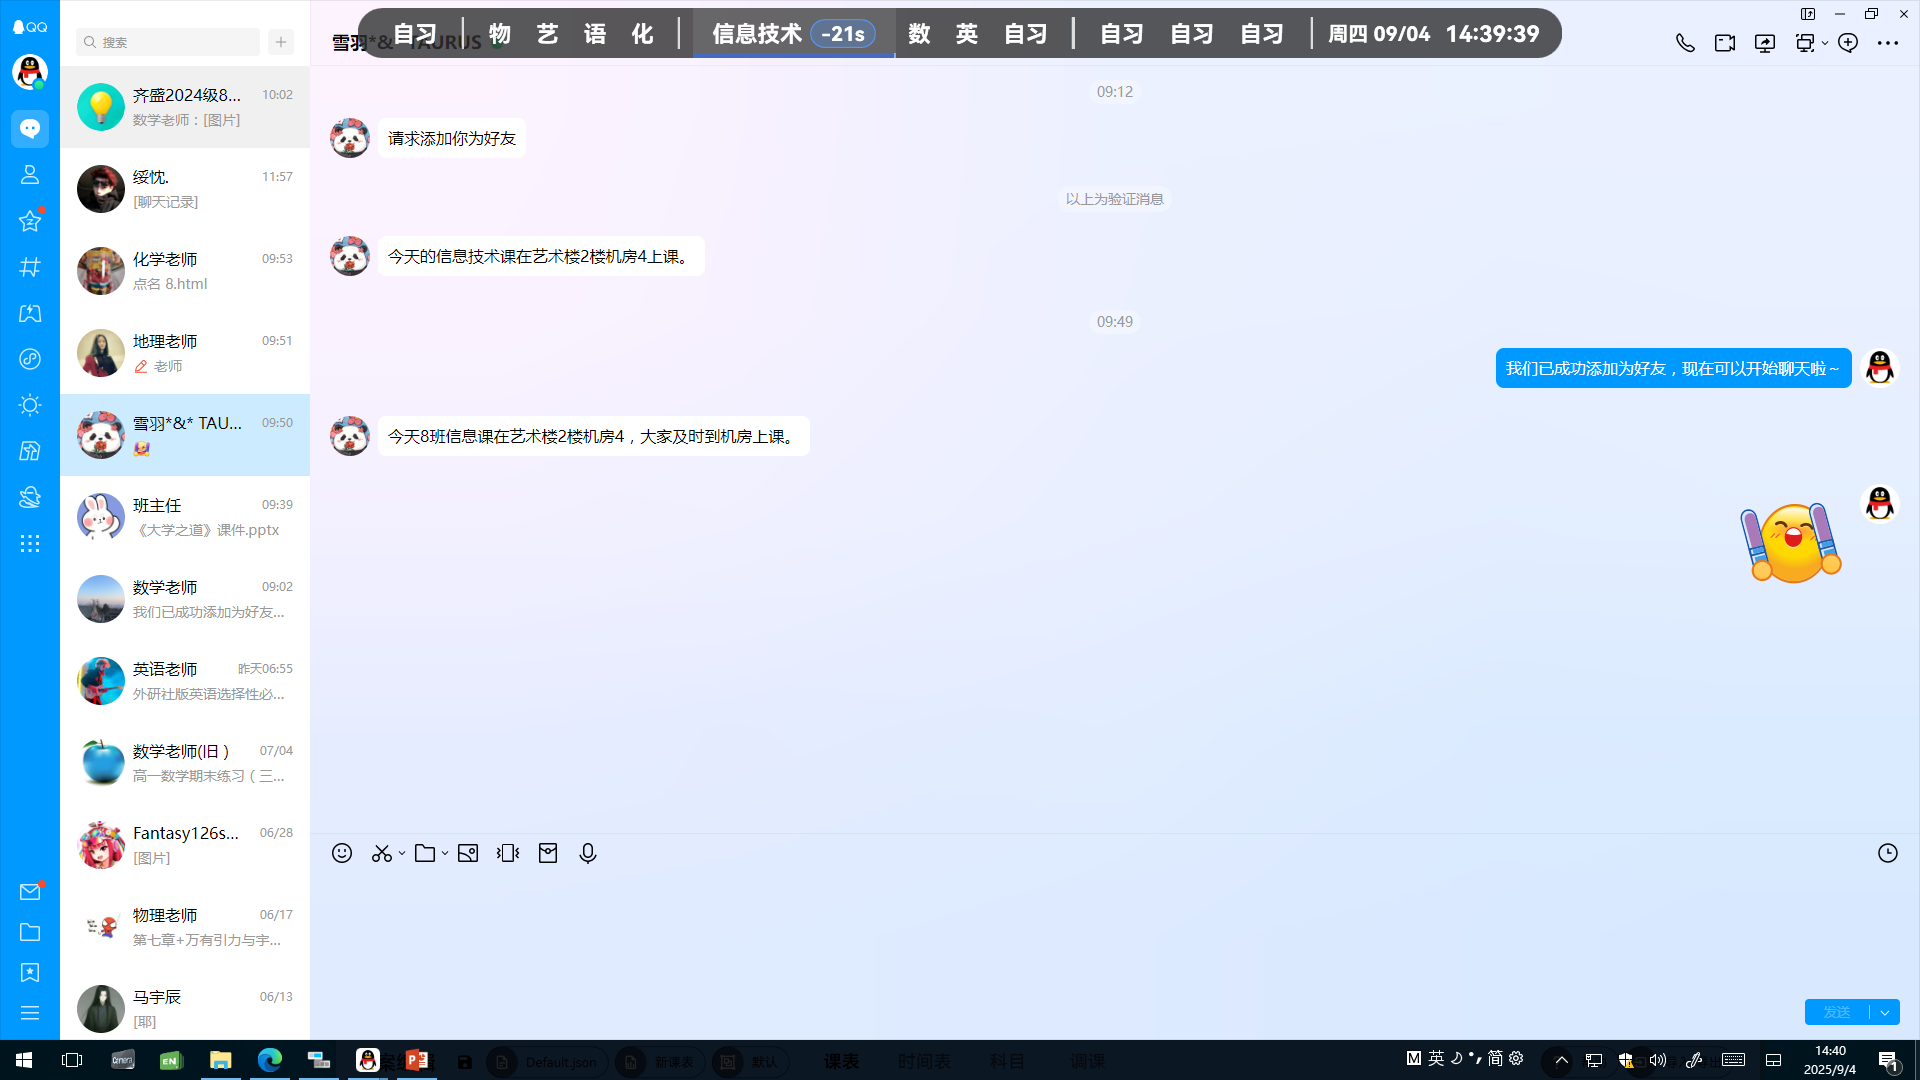 QQ
搜索
雪羽*&* TAURUS
自习 物 艺 语 化 信息技术 -21s 数 英 自习 自习 自习 自习 周四 09/04 14:39:39
齐盛2024级8... 10:02
数学老师：[图片]
绥忱. 11:57
[聊天记录]
化学老师 09:53
点名 8.html
地理老师 09:51
老师
雪羽*&* TAU... 09:50
班主任 09:39
《大学之道》课件.pptx
数学老师 09:02
我们已成功添加为好友...
英语老师 昨天06:55
外研社版英语选择性必...
数学老师(旧） 07/04
高一数学期末练习（三...
Fantasy126s... 06/28
[图片]
物理老师 06/17
第七章+万有引力与宇...
马宇辰 06/13
[耶]
09:12
请求添加你为好友
以上为验证消息
今天的信息技术课在艺术楼2楼机房4上课。
09:49
我们已成功添加为好友，现在可以开始聊天啦～
今天8班信息课在艺术楼2楼机房4，大家及时到机房上课。
发送
EN
Default.json 新课表 默认 课表 时间表 科目 调课
M 英 简
14:40
2025/9/4
1